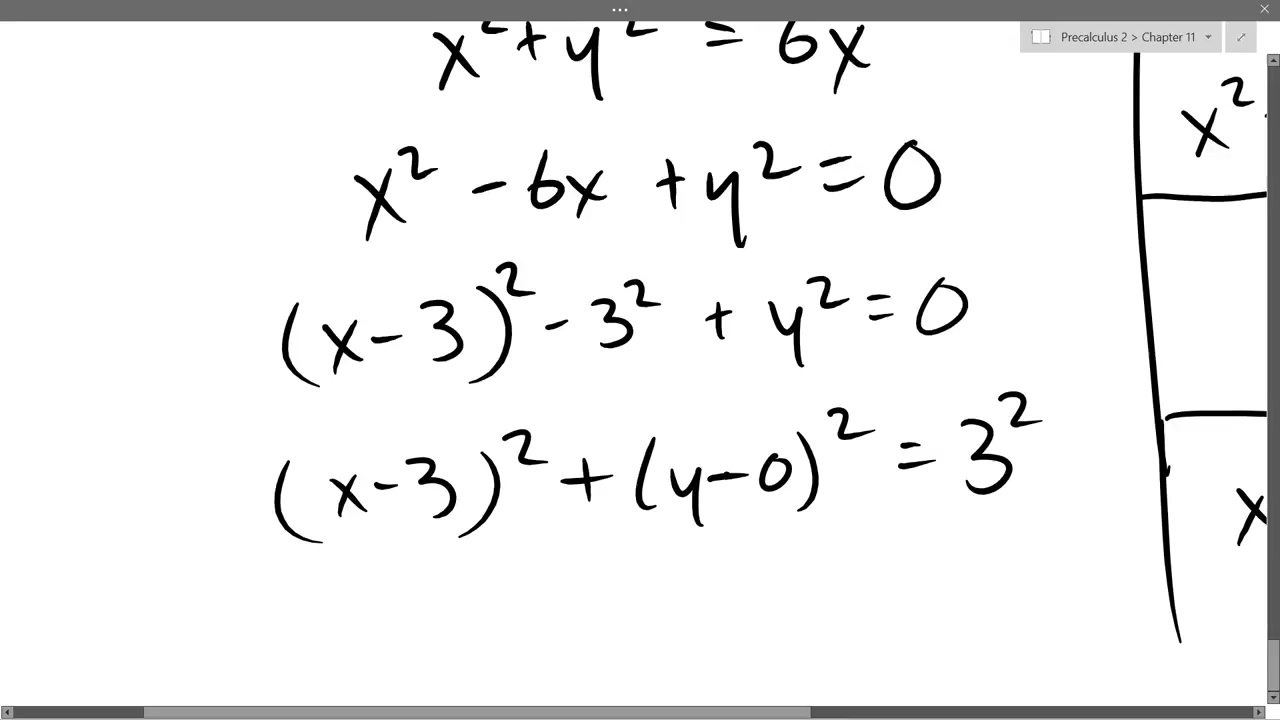 Precalculus 2 > Chapter 11
x² + y² = 6x
x² - 6x + y² = 0
(x-3)² - 3² + y² = 0
(x-3)² + (y-0)² = 3²
x²
x